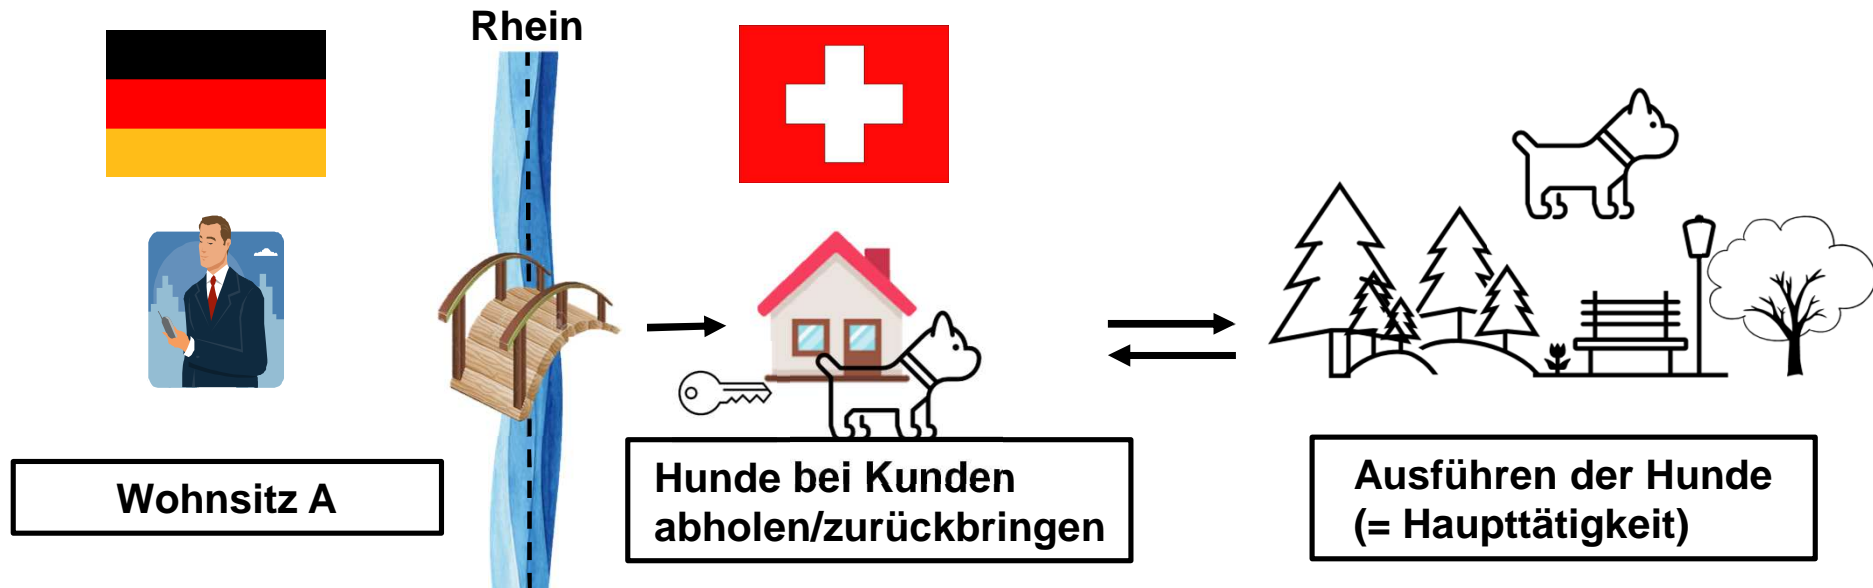 Rhein
Wohnsitz A
Hunde bei Kunden
abholen/zurückbringen
Ausführen der Hunde
(= Haupttätigkeit)